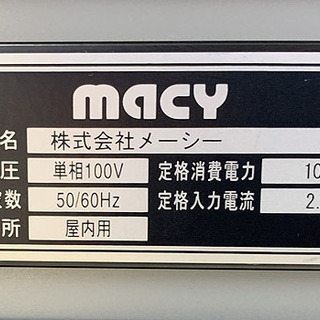 macy
名 株式会社メーシー
圧 単相100V 定格消費電力 10
数 50/60Hz 定格入力電流 2.
所 屋内用